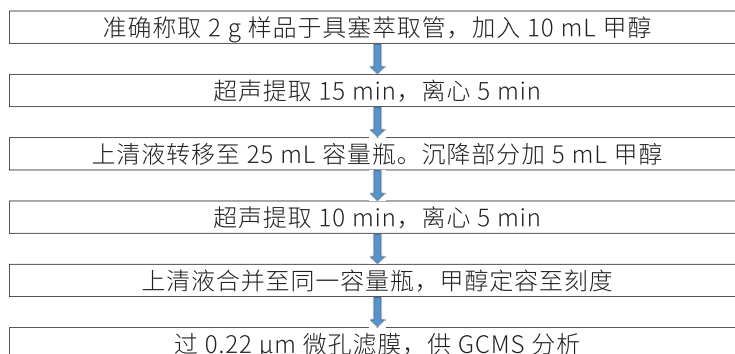 准确称取 2 g 样品于具塞萃取管，加入 10 mL 甲醇
超声提取 15 min，离心 5 min
上清液转移至 25 mL 容量瓶。沉降部分加 5 mL 甲醇
超声提取 10 min，离心 5 min
上清液合并至同一容量瓶，甲醇定容至刻度
过 0.22 μm 微孔滤膜，供 GCMS 分析